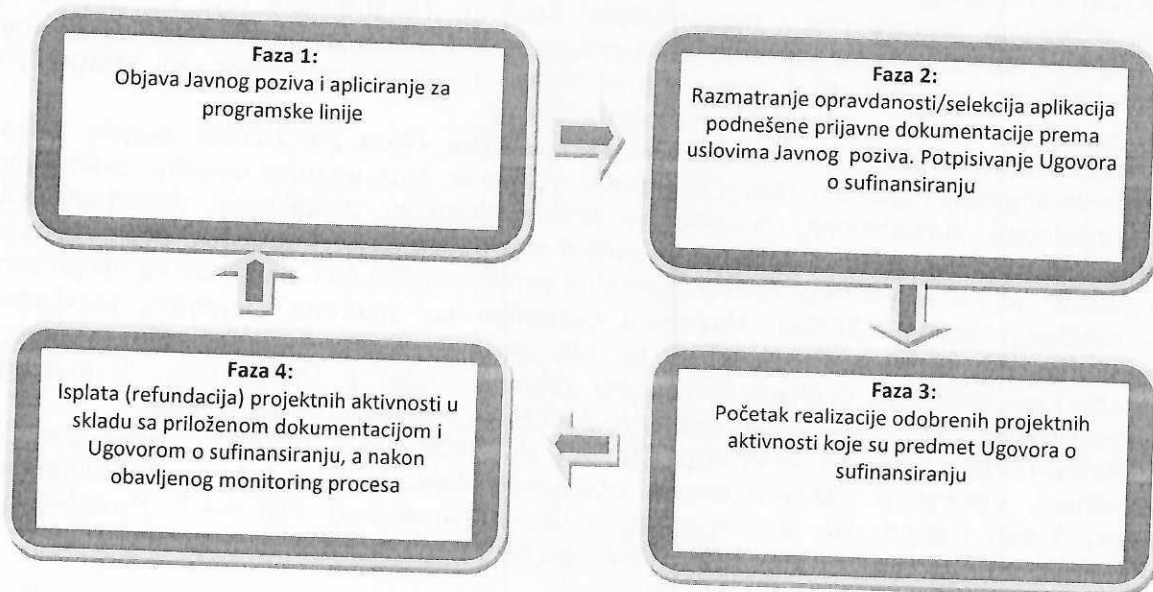 Faza 1:
Objava Javnog poziva i apliciranje za
programske linije
Faza 2:
Razmatranje opravdanosti/selekcija aplikacija
podnešene prijavne dokumentacije prema
uslovima Javnog poziva. Potpisivanje Ugovora
o sufinansiranju
Faza 3:
Početak realizacije odobrenih projektnih
aktivnosti koje su predmet Ugovora o
sufinansiranju
Faza 4:
Isplata (refundacija) projektnih aktivnosti u
skladu sa priloženom dokumentacijom i
Ugovorom o sufinansiranju, a nakon
obavljenog monitoring procesa